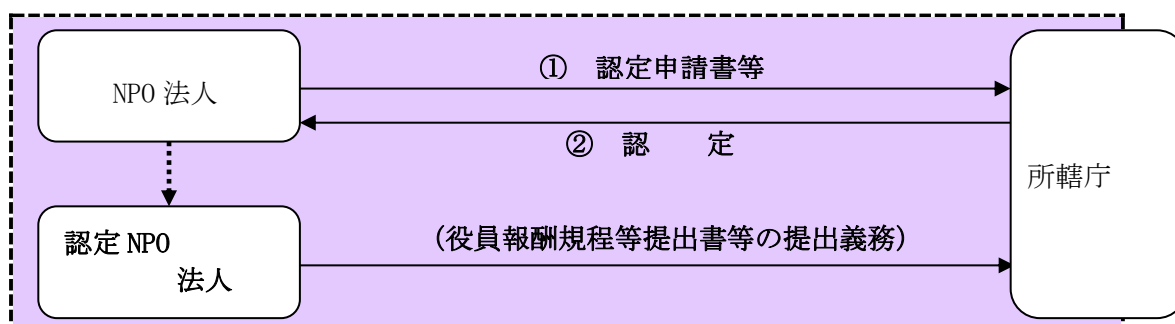 ① 認定申請書等
NPO 法人
② 認 定
所轄庁
認定 NPO
法人
(役員報酬規程等提出書等の提出義務)